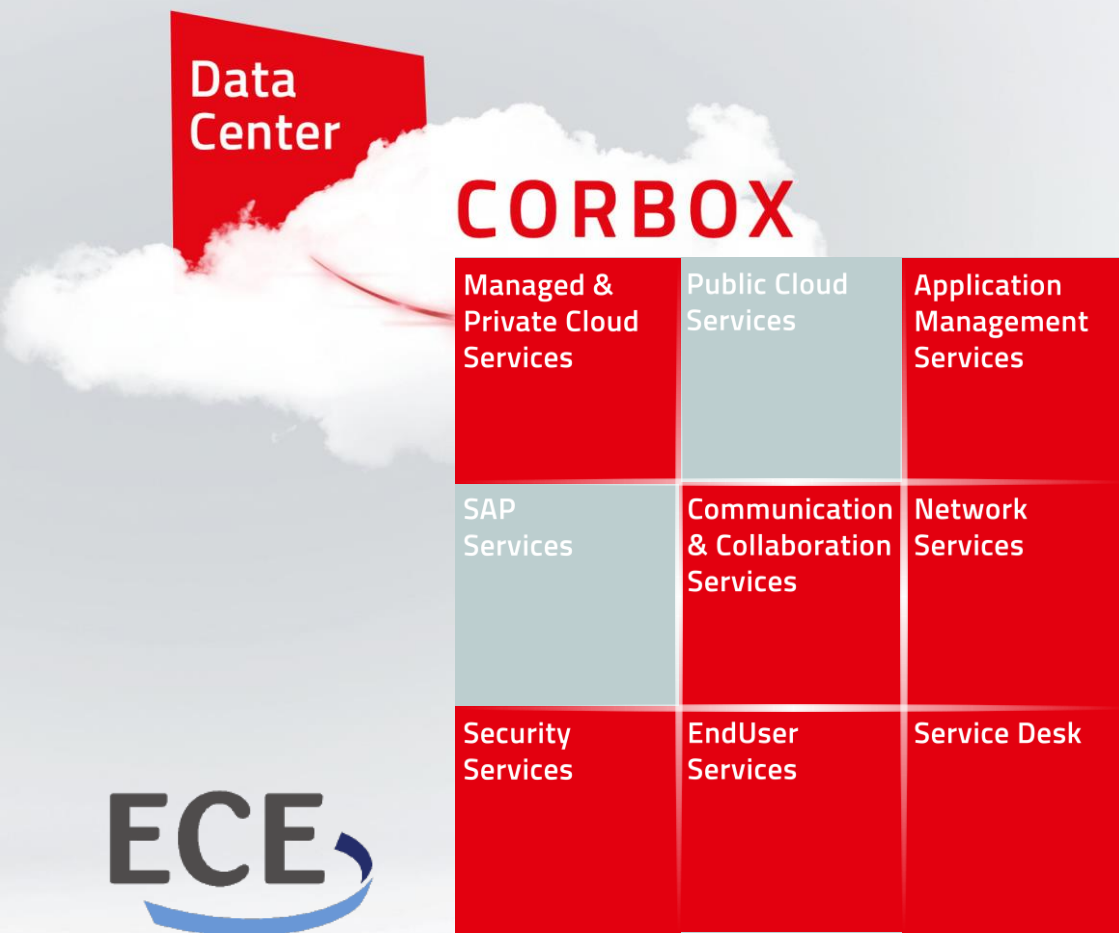 Data
Center
CORBOX
Managed &
Private Cloud
Services
Public Cloud
Services
Application
Management
Services
SAP
Services
Communication
& Collaboration
Services
Network
Services
Security
Services
EndUser
Services
Service Desk
ECE